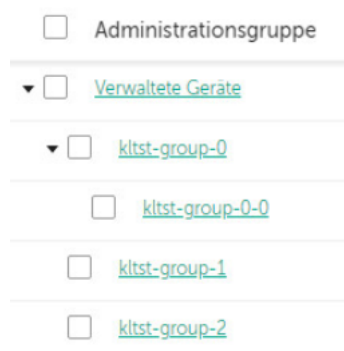 Administrationsgruppe
Verwaltete Geräte
kltst-group-0
kltst-group-0-0
kltst-group-1
kltst-group-2